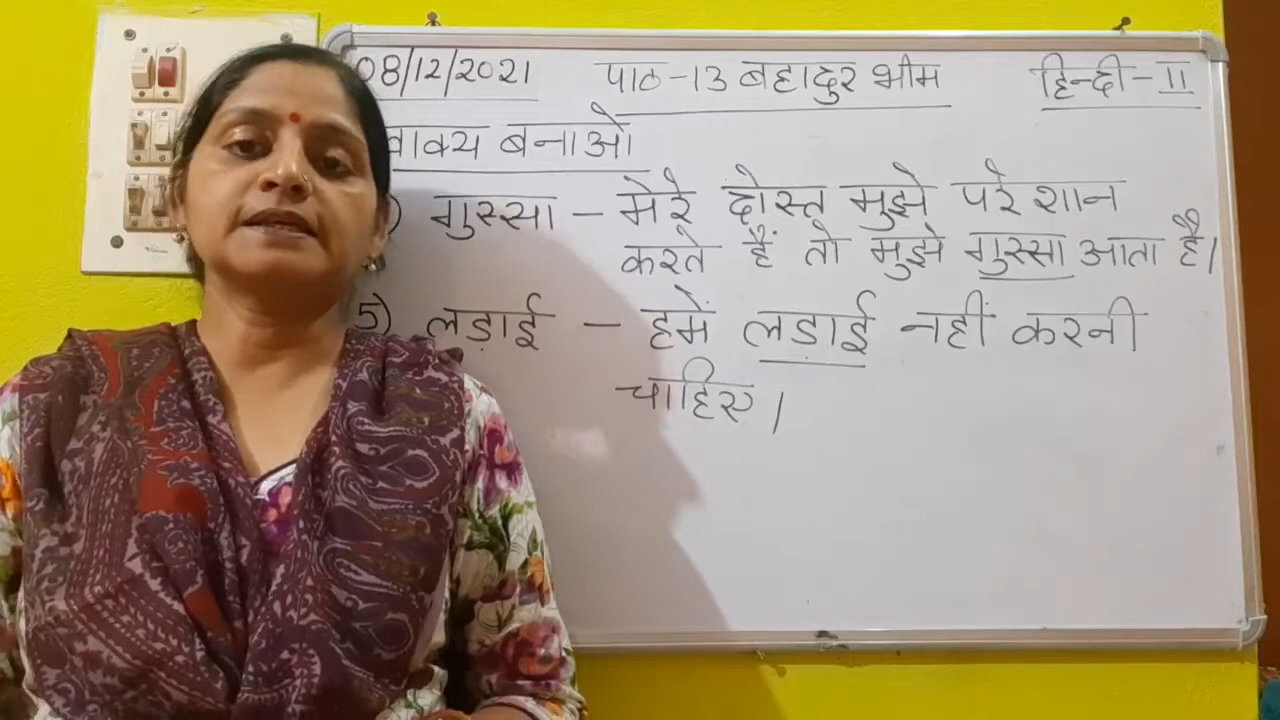 08/12/2021 पाठ-13 बहादुर भीम हिन्दी-II
वाक्य बनाओ
) गुस्सा – मेरे दोस्त मुझे परेशान
करते हैं तो मुझे गुस्सा आता है।
5) लड़ाई – हमें लड़ाई नहीं करनी
चाहिए।